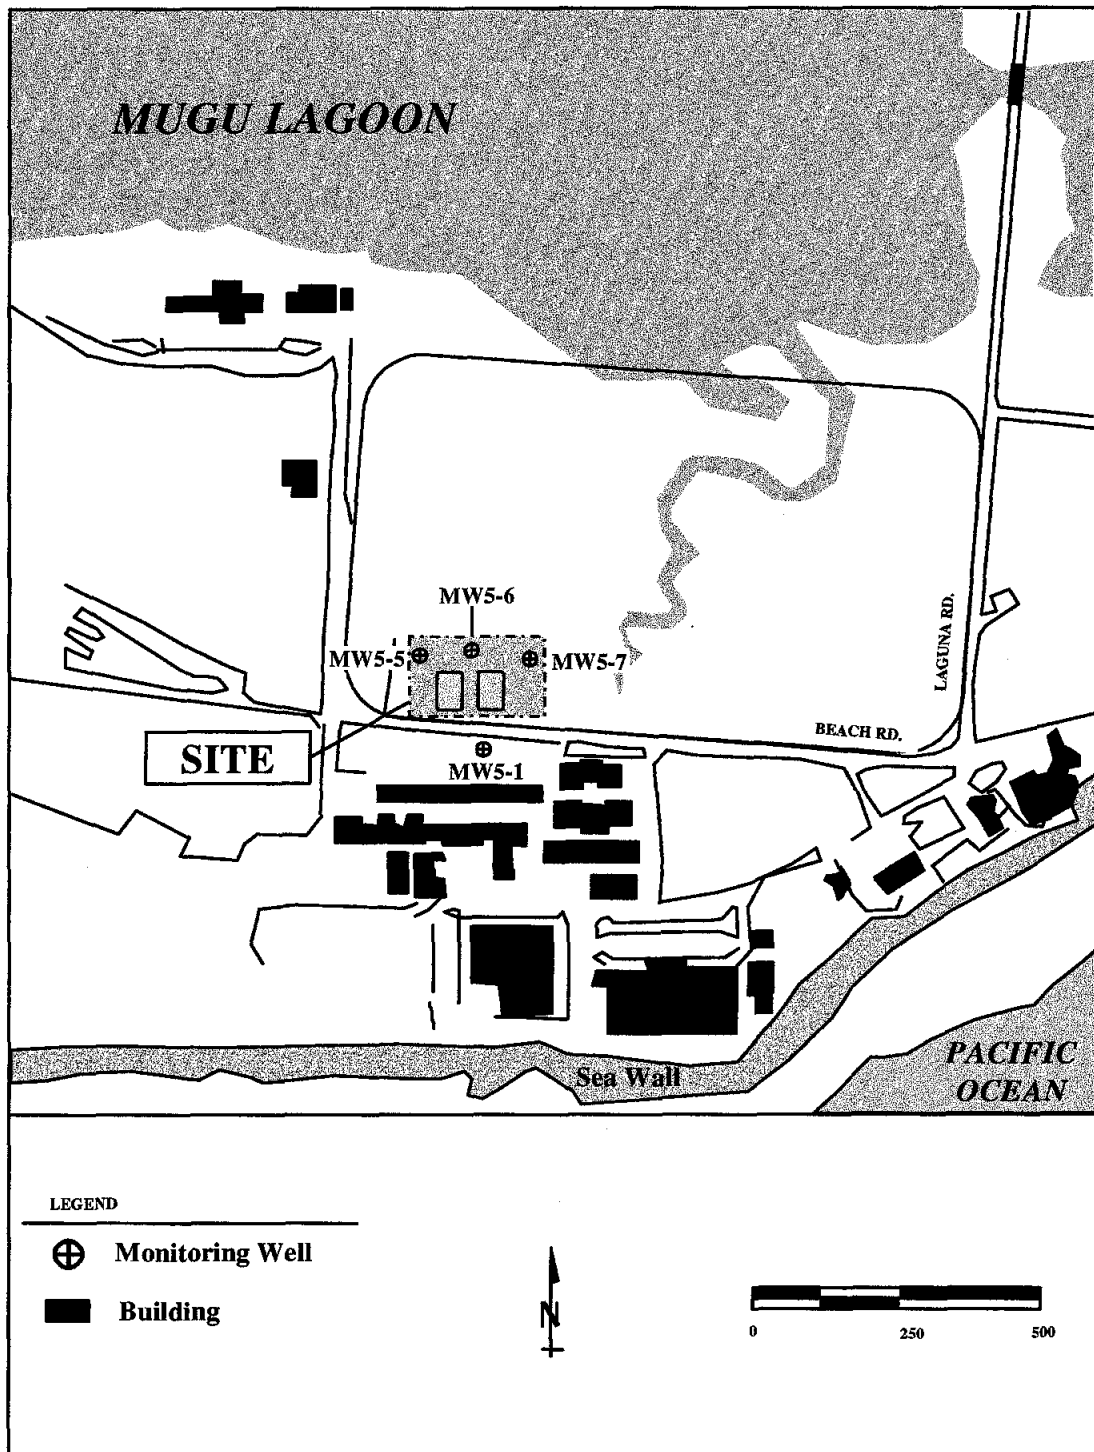 MUGU LAGOON
MW5-6
MW5-5
MW5-7
LAGUNA RD.
BEACH RD.
SITE
MW5-1
PACIFIC
OCEAN
Sea Wall
LEGEND
Monitoring Well
Building
N
0 250 500